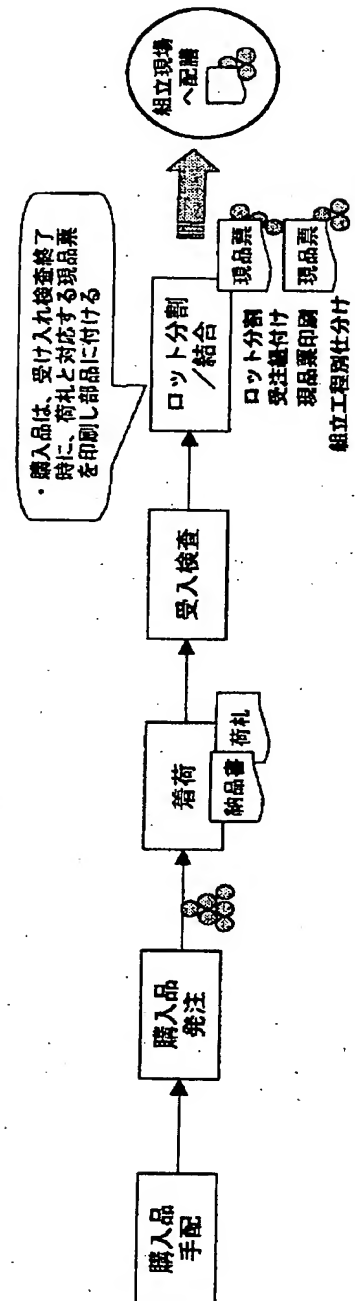 ・購入品は、受け入れ検査終了
時に、荷札と対応する現品票
を印刷し部品に付ける
購入品
手配
購入品
発注
着荷
納品書
荷札
受入検査
ロット分割
／結合
現品票
現品票
ロット分割
受注紐付け
現品票印刷
組立工程別仕分け
組立現場
へ配膳